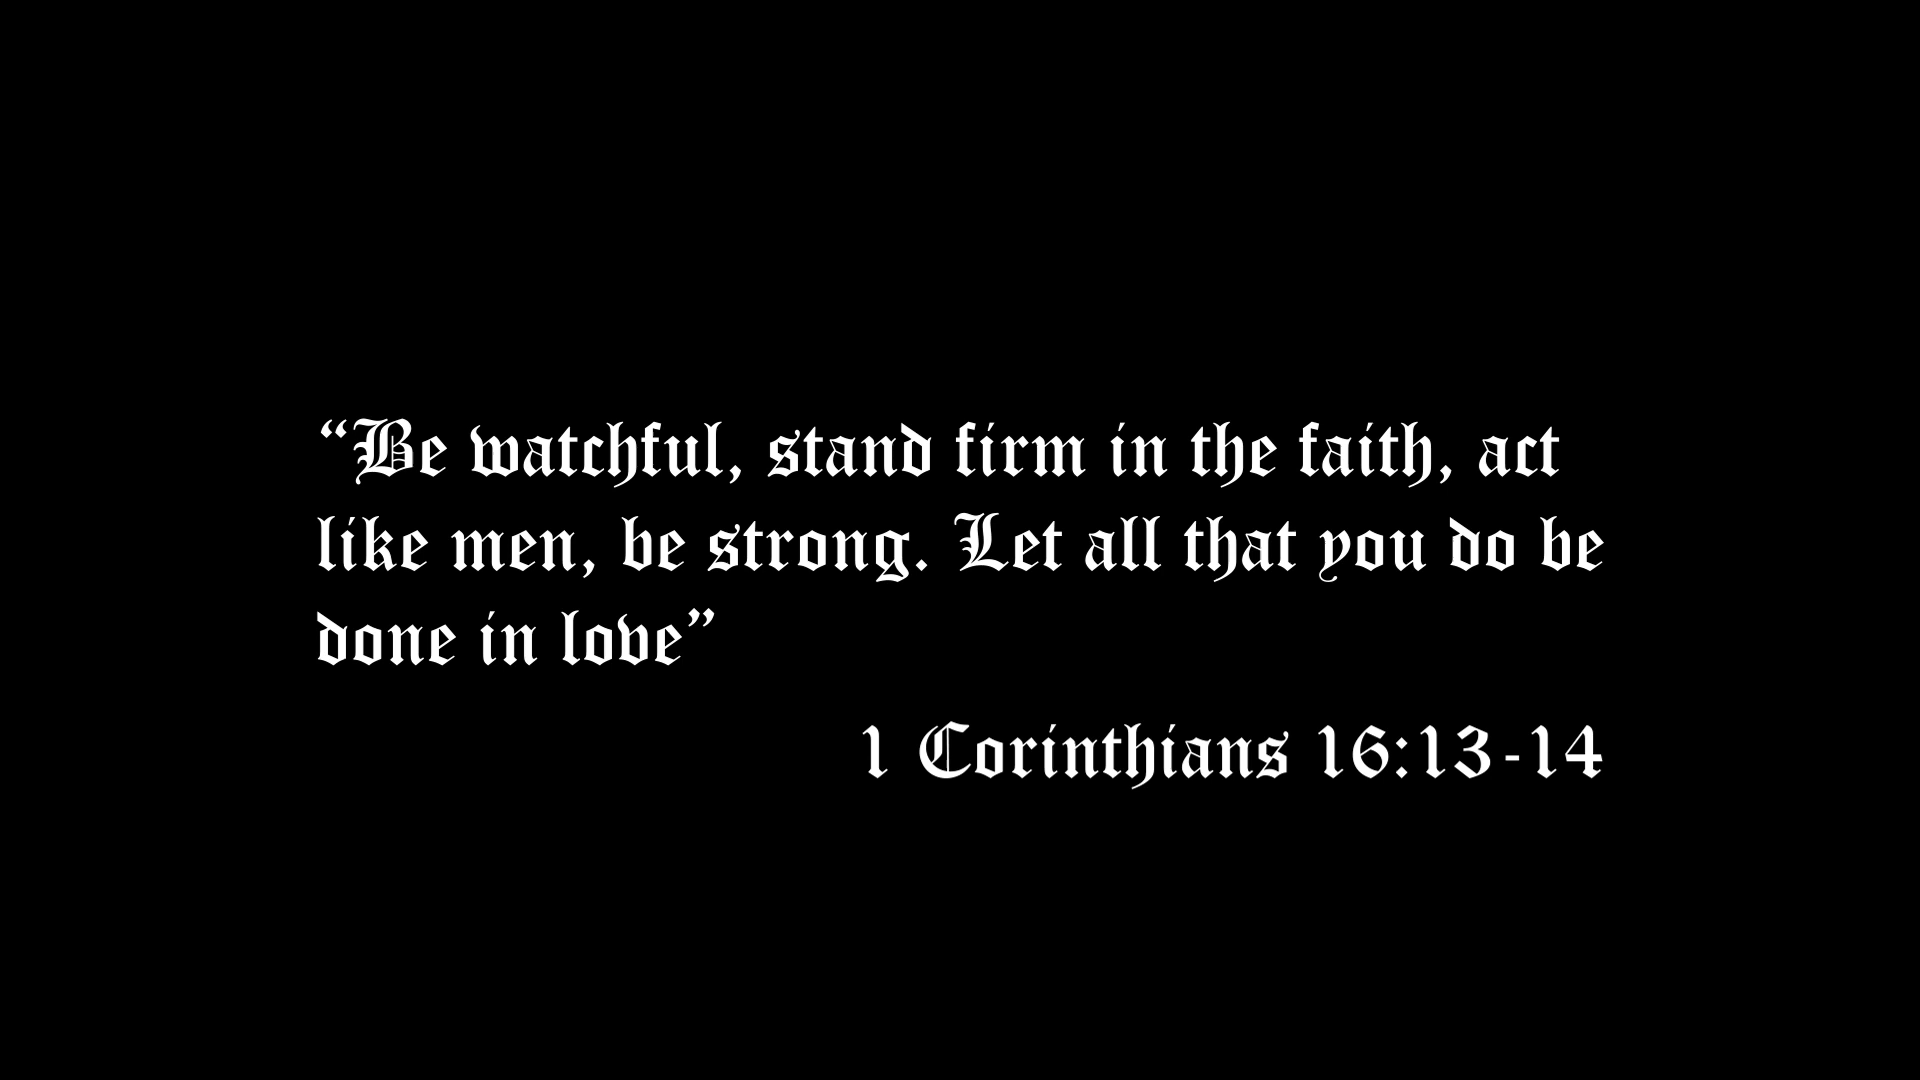 “Be watchful, stand firm in the faith, act
like men, be strong. Let all that you do be
done in love”
1 Corinthians 16:13-14